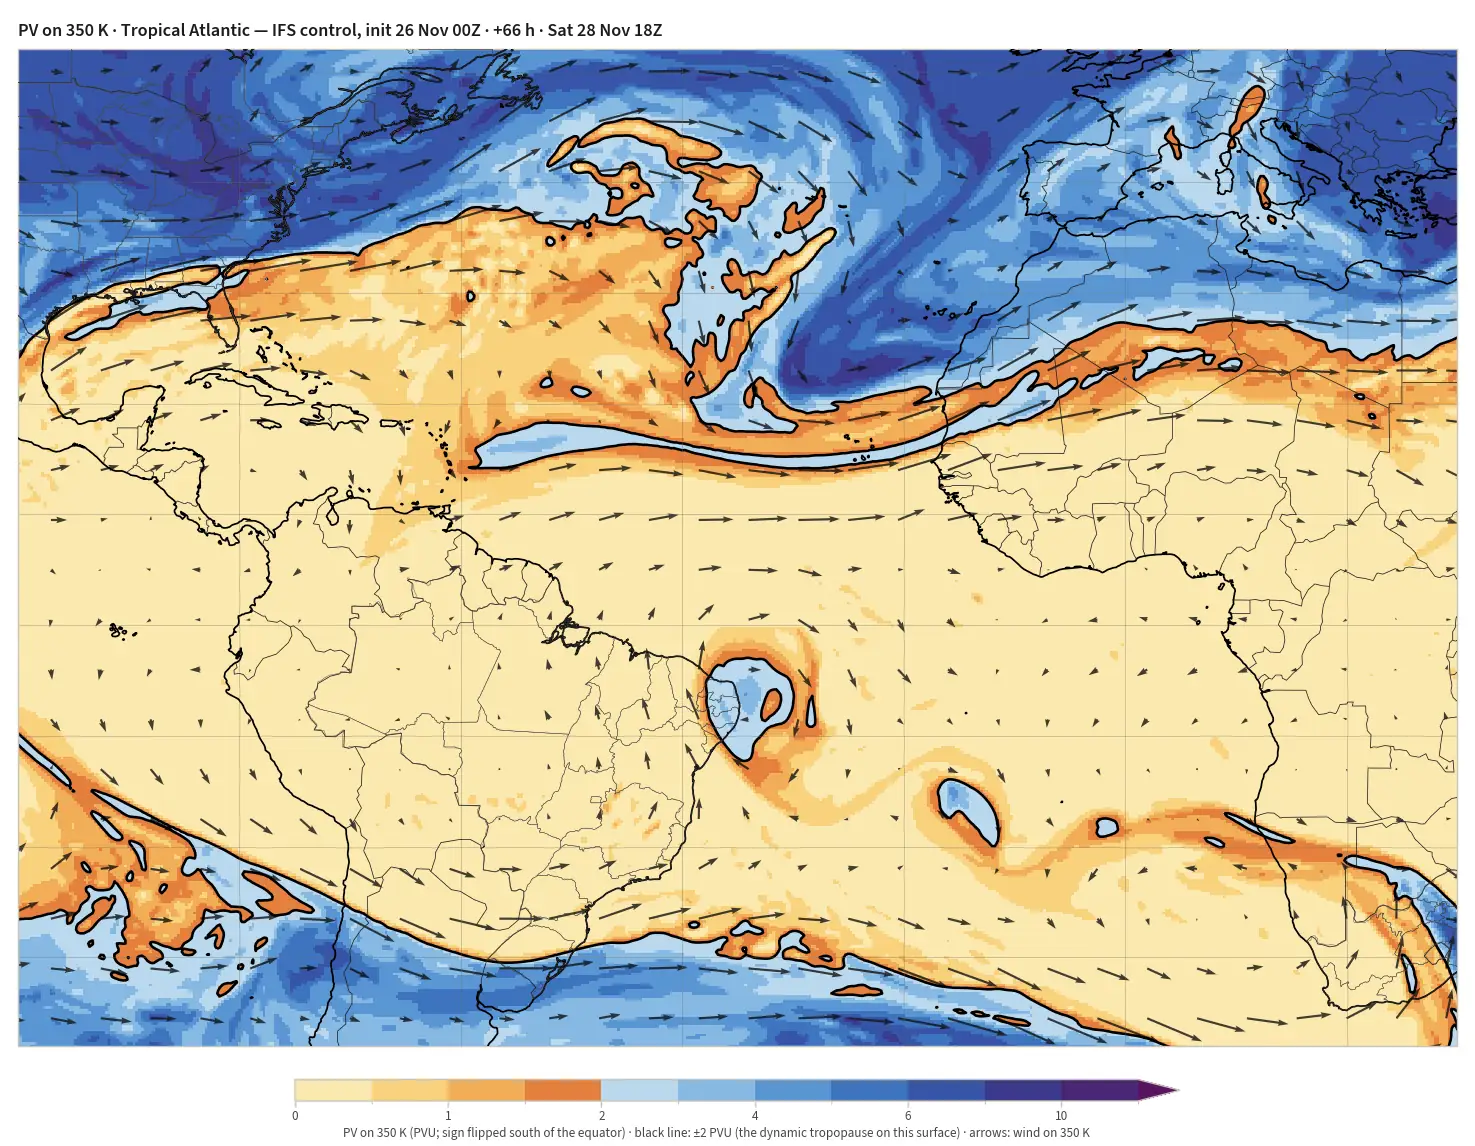 PV on 350 K · Tropical Atlantic — IFS control, init 26 Nov 00Z · +66 h · Sat 28 Nov 18Z
0 1 2 4 6 10
PV on 350 K (PVU; sign flipped south of the equator) · black line: ±2 PVU (the dynamic tropopause on this surface) · arrows: wind on 350 K